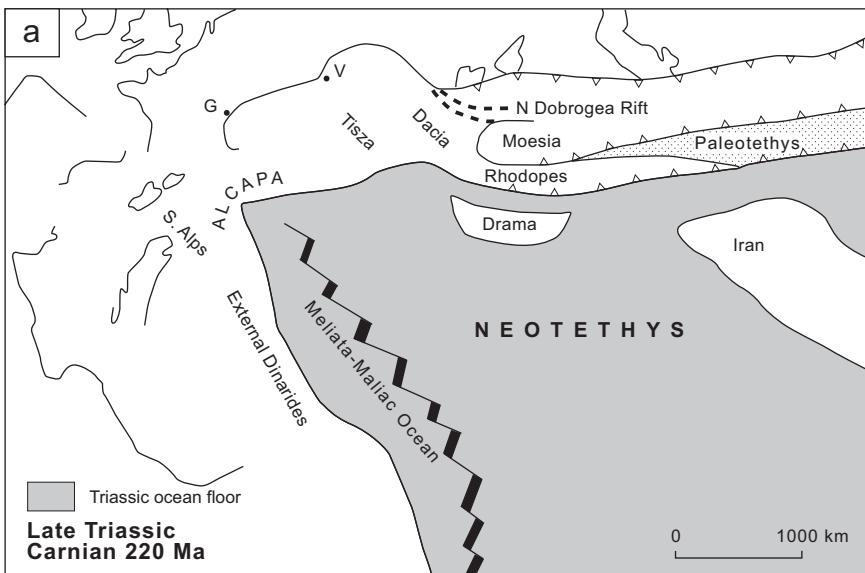 a
V
G
N Dobrogea Rift
Tisza
Dacia
Moesia
Paleotethys
Rhodopes
ALCAPA
S. Alps
Drama
Iran
External Dinarides
Meliata-Maliac Ocean
NEOTETHYS
Triassic ocean floor
Late Triassic
Carnian 220 Ma
0 1000 km